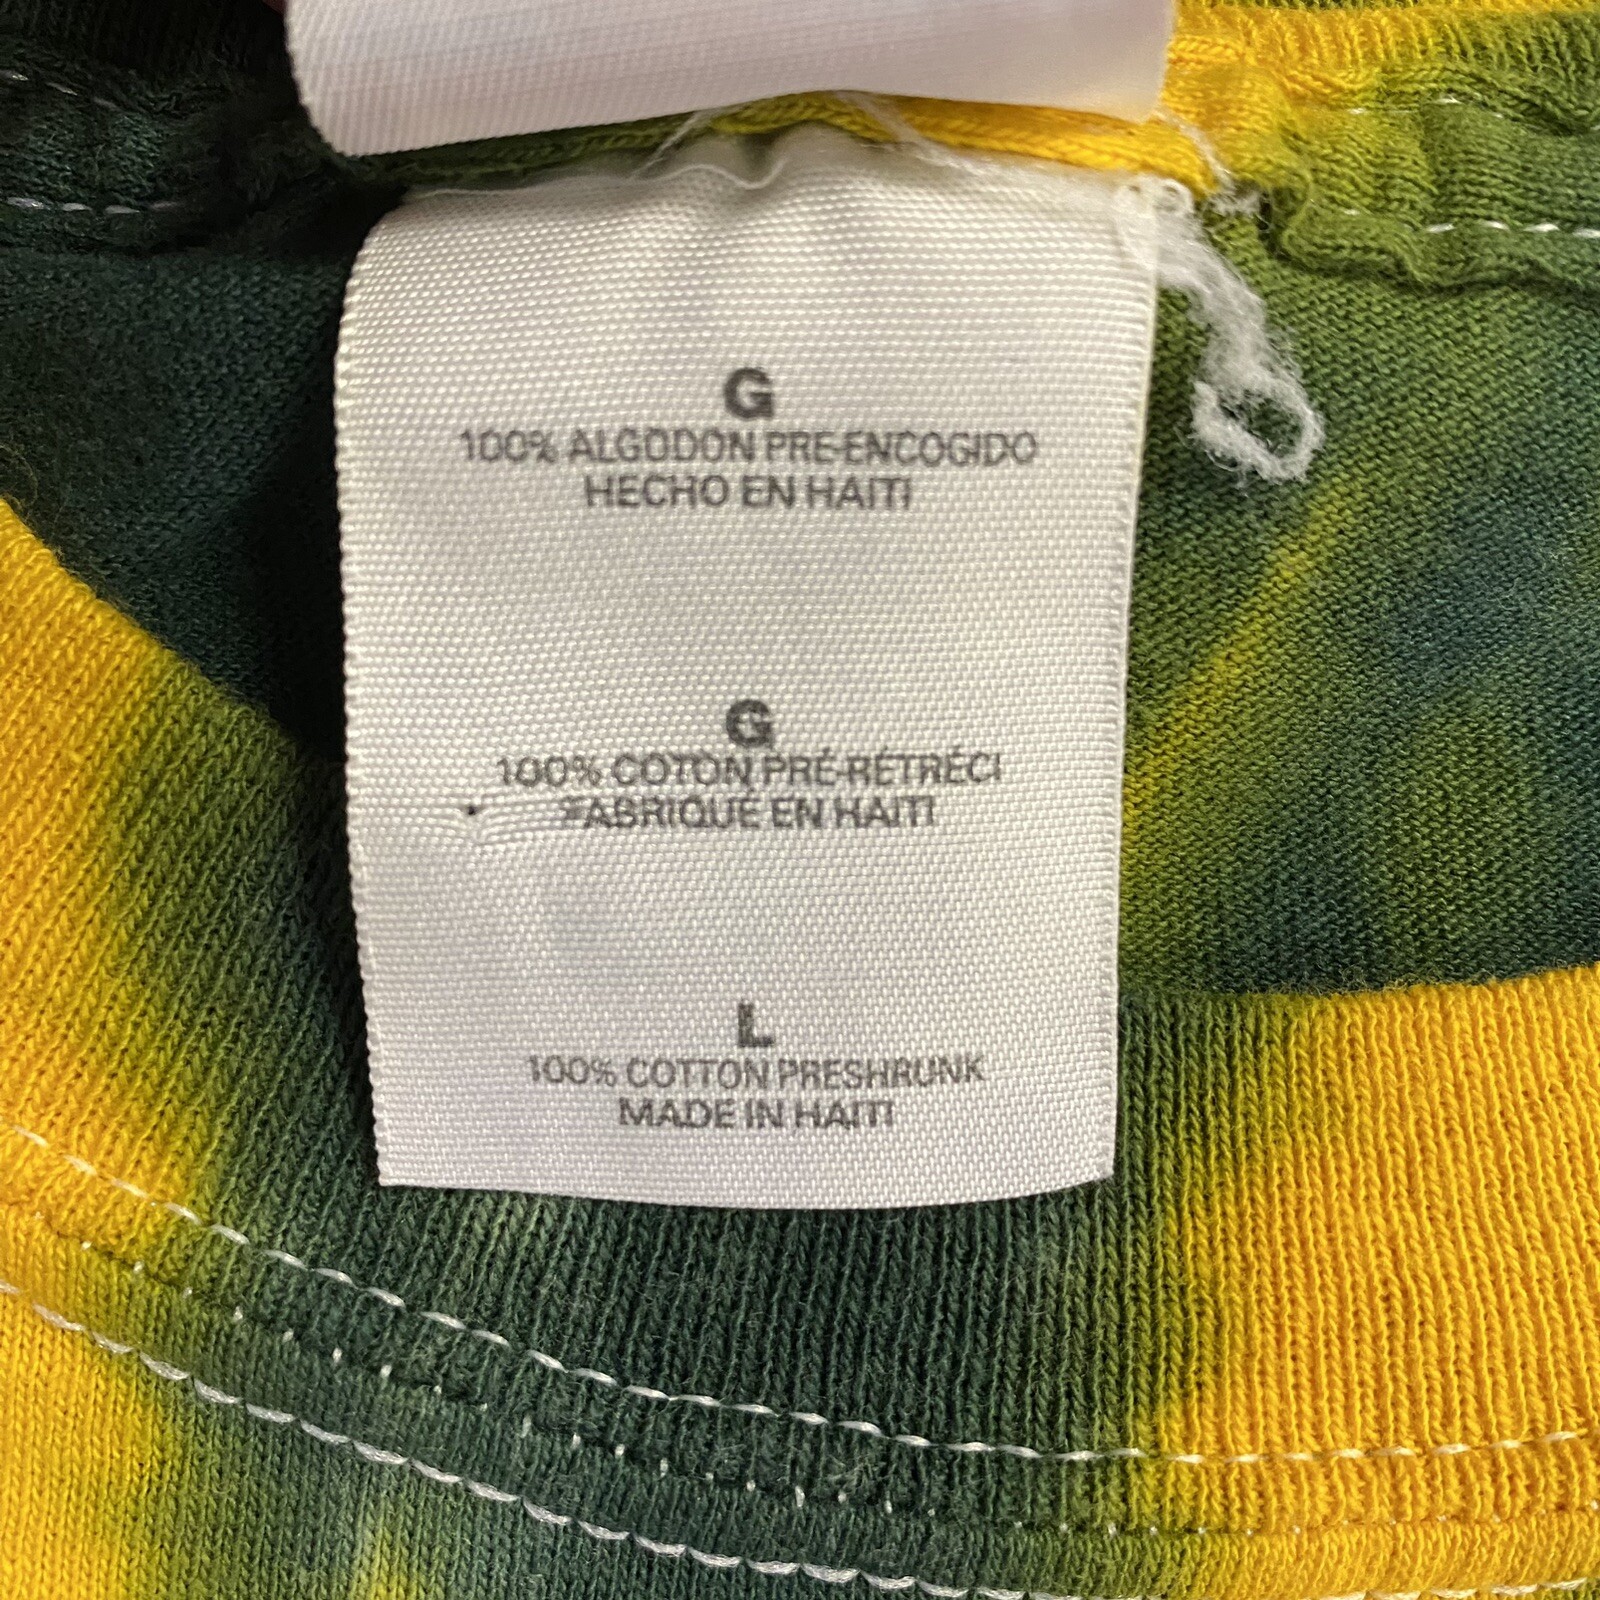 G
100% ALGODON PRE-ENCOGIDO
HECHO EN HAITI
G
100% COTON PRÉ-RÉTRÉCI
FABRIQUÉ EN HAITI
L
100% COTTON PRESHRUNK
MADE IN HAITI